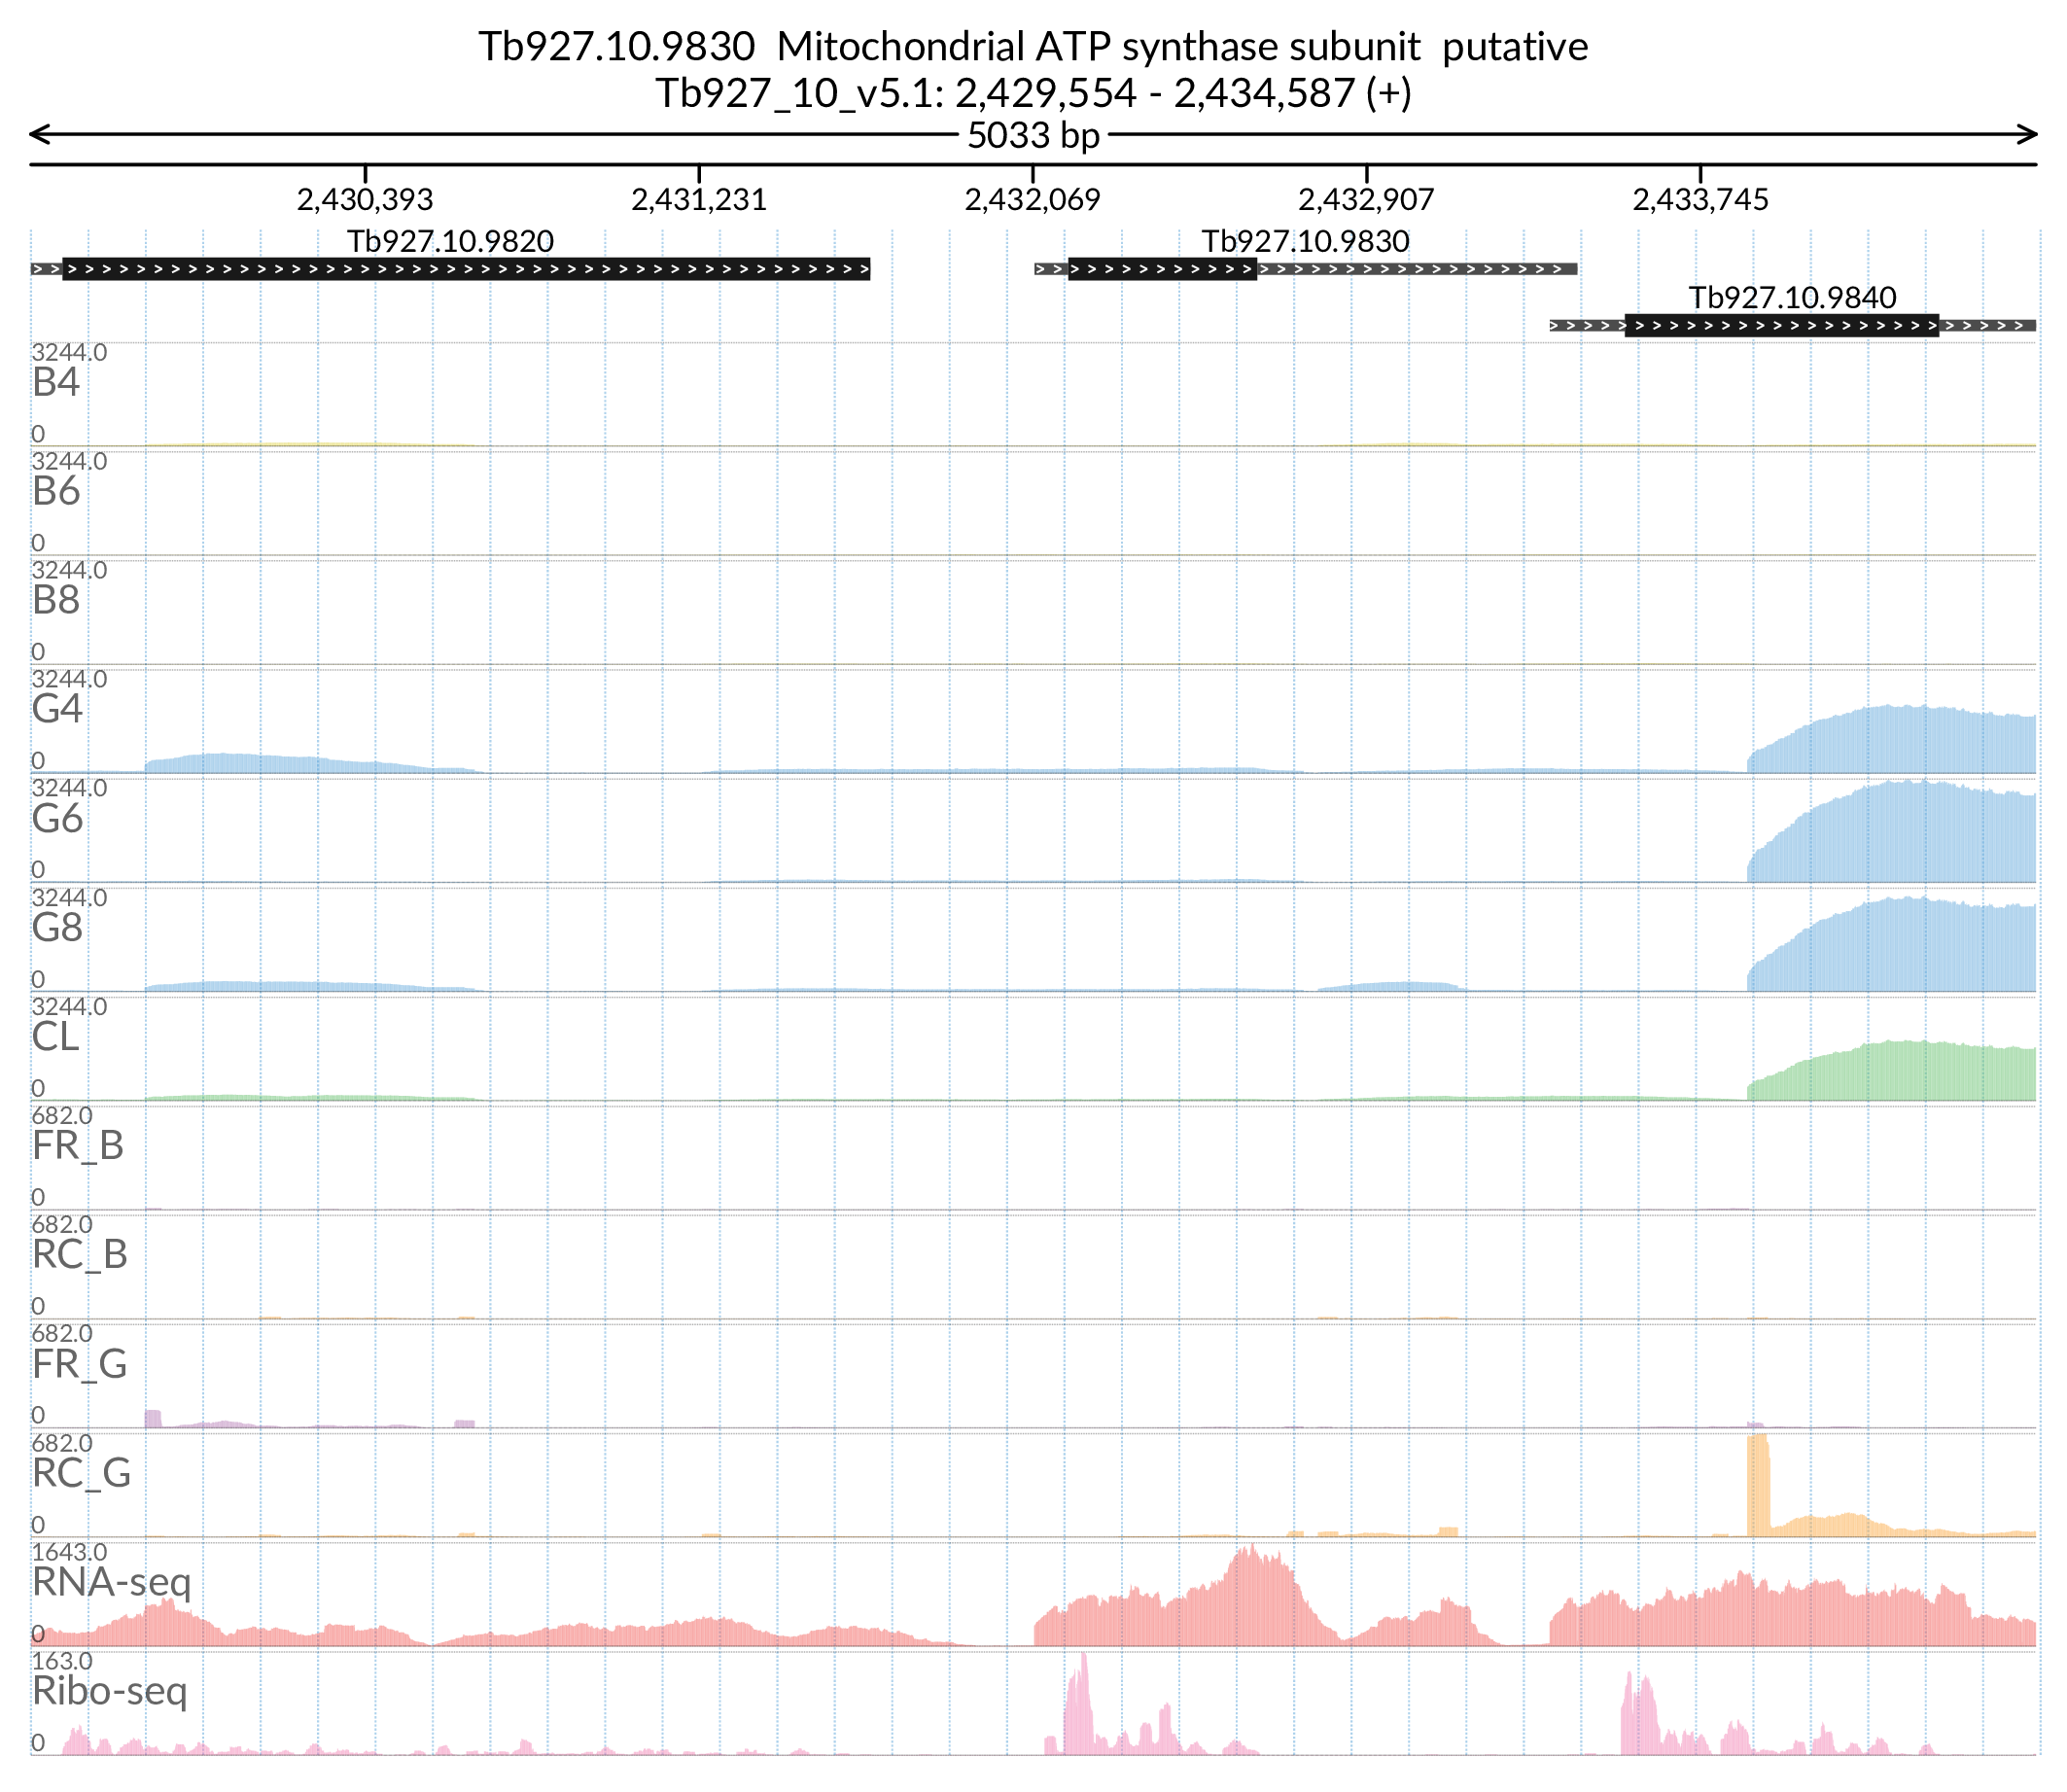 Tb927.10.9830  Mitochondrial ATP synthase subunit  putative
Tb927_10_v5.1: 2,429,554 - 2,434,587 (+)
5033 bp
2,430,393 2,431,231 2,432,069 2,432,907 2,433,745
Tb927.10.9820 Tb927.10.9830
Tb927.10.9840
3244.0
B4
0
3244.0
B6
0
3244.0
B8
0
3244.0
G4
0
3244.0
G6
0
3244.0
G8
0
3244.0
CL
0
682.0
FR_B
0
682.0
RC_B
0
682.0
FR_G
0
682.0
RC_G
0
1643.0
RNA-seq
0
163.0
Ribo-seq
0